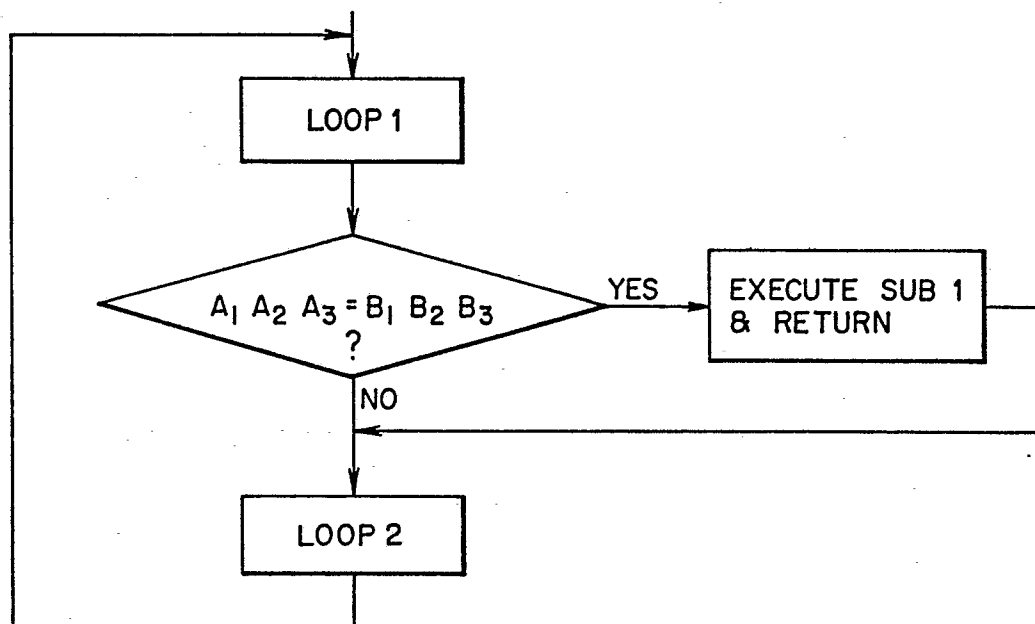 LOOP 1
A₁ A₂ A₃ = B₁ B₂ B₃
?
YES
EXECUTE SUB 1
& RETURN
NO
LOOP 2